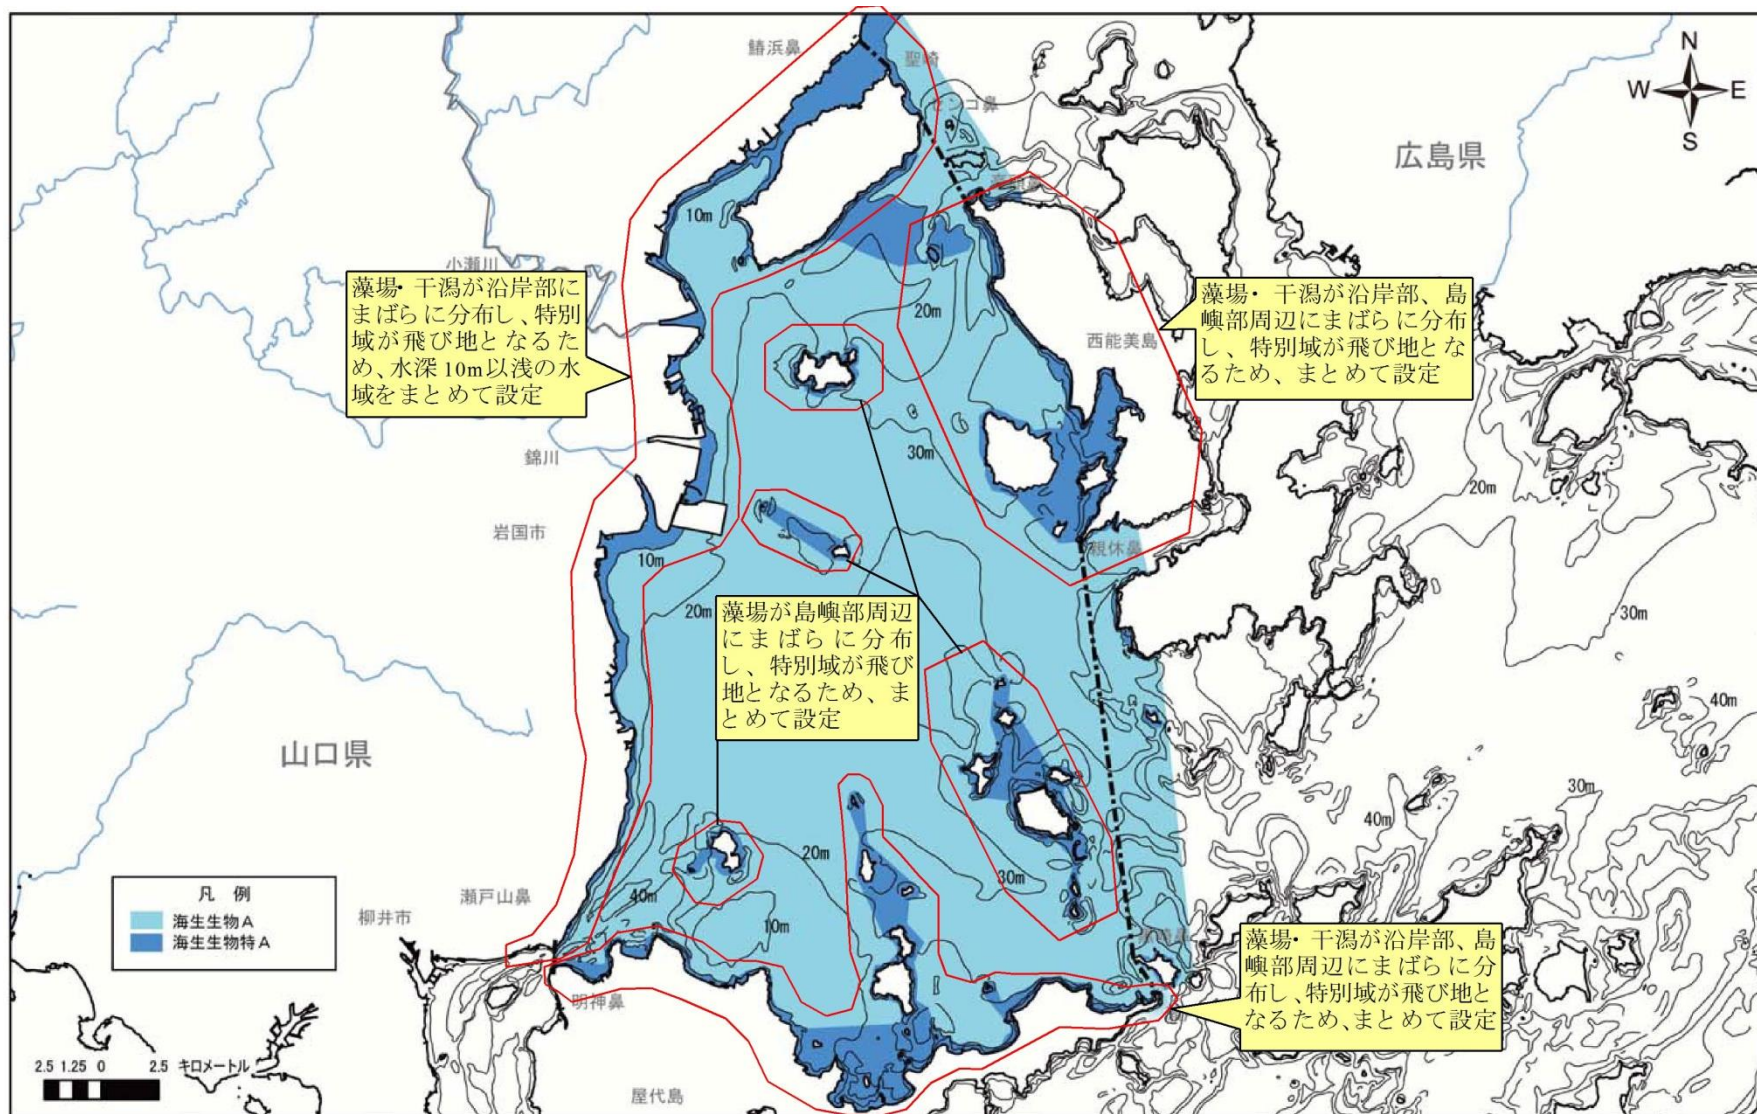 鰆浜鼻
聖崎
センコ鼻
N
W
E
S
広島県
10m
小瀬川
藻場・干潟が沿岸部に
まばらに分布し、特別
域が飛び地となるた
め、水深10m以浅の水
域をまとめて設定
20m
西能美島
藻場・干潟が沿岸部、島
嶼部周辺にまばらに分布
し、特別域が飛び地とな
るため、まとめて設定
30m
錦川
20m
岩国市
10m
親休鼻
20m
30m
藻場が島嶼部周辺
にまばらに分布
し、特別域が飛び
地となるため、ま
とめて設定
40m
山口県
30m
40m
20m
30m
凡例
海生生物A
海生生物特A
瀬戸山鼻
柳井市
40m
10m
藻場・干潟が沿岸部、島
嶼部周辺にまばらに分
布し、特別域が飛び地と
なるため、まとめて設定
明神鼻
2.5 1.25 0 2.5 キロメートル
屋代島